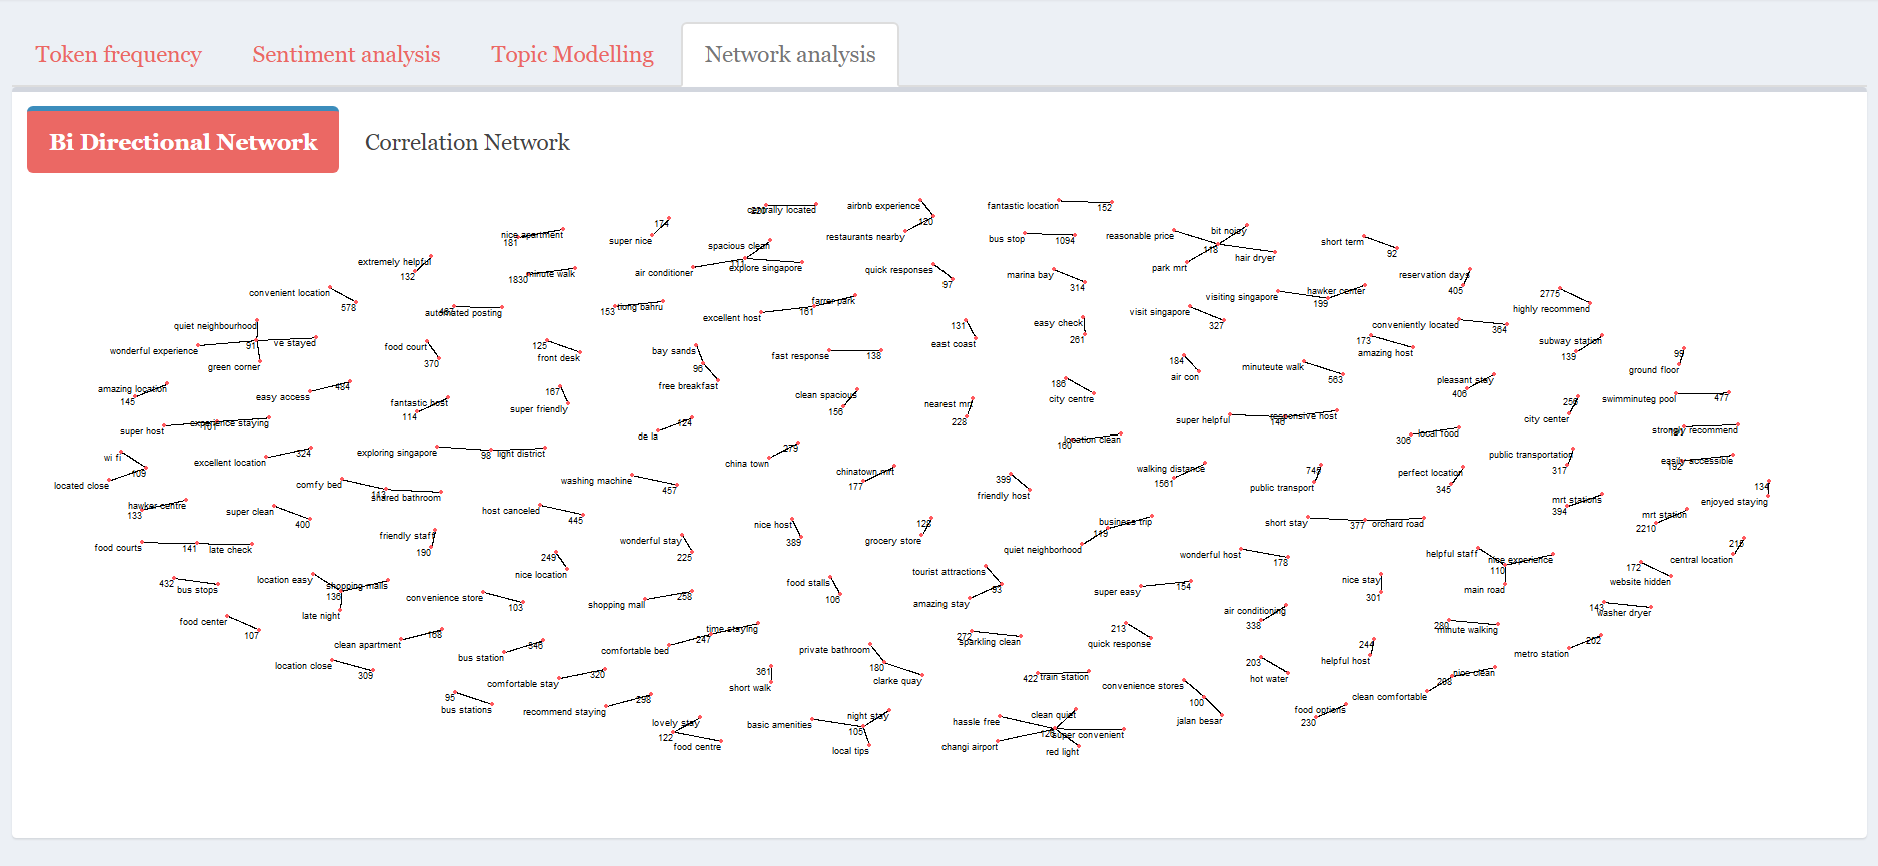 Token frequency
Sentiment analysis
Topic Modelling
Network analysis
Bi Directional Network
Correlation Network
220
centrally located
airbnb experience
120
restaurants nearby
fantastic location
152
174
super nice
nice apartment
181
spacious clean
air conditioner
111
explore singapore
bus stop
1094
reasonable price
bit noisy
118
hair dryer
park mrt
short term
92
extremely helpful
132
minute walk
1830
quick responses
97
marina bay
314
reservation days
405
convenient location
578
automated posting
tiong bahru
153
farrer park
excellent host
161
visiting singapore
hawker center
199
2775
highly recommend
quiet neighbourhood
wonderful experience
91
ve stayed
green corner
food court
370
125
front desk
bay sands
96
free breakfast
fast response
138
131
east coast
easy check
261
visit singapore
327
conveniently located
364
173
amazing host
subway station
139
99
ground floor
amazing location
145
easy access
484
fantastic host
114
167
super friendly
clean spacious
156
184
air con
186
city centre
minuteute walk
563
pleasant stay
406
256
city center
swimminuteg pool
477
super host
experience staying
de la
124
nearest mrt
228
location clean
160
super helpful
responsive host
146
local food
306
strongly recommend
wi fi
109
located close
excellent location
324
exploring singapore
98
light district
china town
279
chinatown mrt
177
399
friendly host
walking distance
1561
745
public transport
perfect location
345
public transportation
317
easily accessible
192
134
enjoyed staying
hawker centre
133
super clean
400
comfy bed
113
shared bathroom
washing machine
457
host canceled
445
nice host
389
128
grocery store
business trip
119
quiet neighborhood
short stay
377
orchard road
mrt stations
394
mrt station
2210
food courts
141
late check
friendly staff
190
249
nice location
wonderful stay
225
food stalls
106
tourist attractions
93
amazing stay
wonderful host
178
helpful staff
nice experience
110
main road
215
central location
172
website hidden
432
bus stops
location easy
shopping malls
136
late night
convenience store
103
shopping mall
258
super easy
154
nice stay
301
air conditioning
338
143
washer dryer
food center
107
clean apartment
168
bus station
546
time staying
247
comfortable bed
private bathroom
180
clarke quay
272
sparkling clean
213
quick response
280
minute walking
244
helpful host
202
metro station
location close
309
comfortable stay
320
361
short walk
422
train station
convenience stores
100
jalan besar
203
hot water
nice clean
clean comfortable
95
bus stations
recommend staying
298
lovely stay
122
food centre
night stay
basic amenities
105
local tips
hassle free
clean quiet
super convenient
changi airport
red light
food options
230